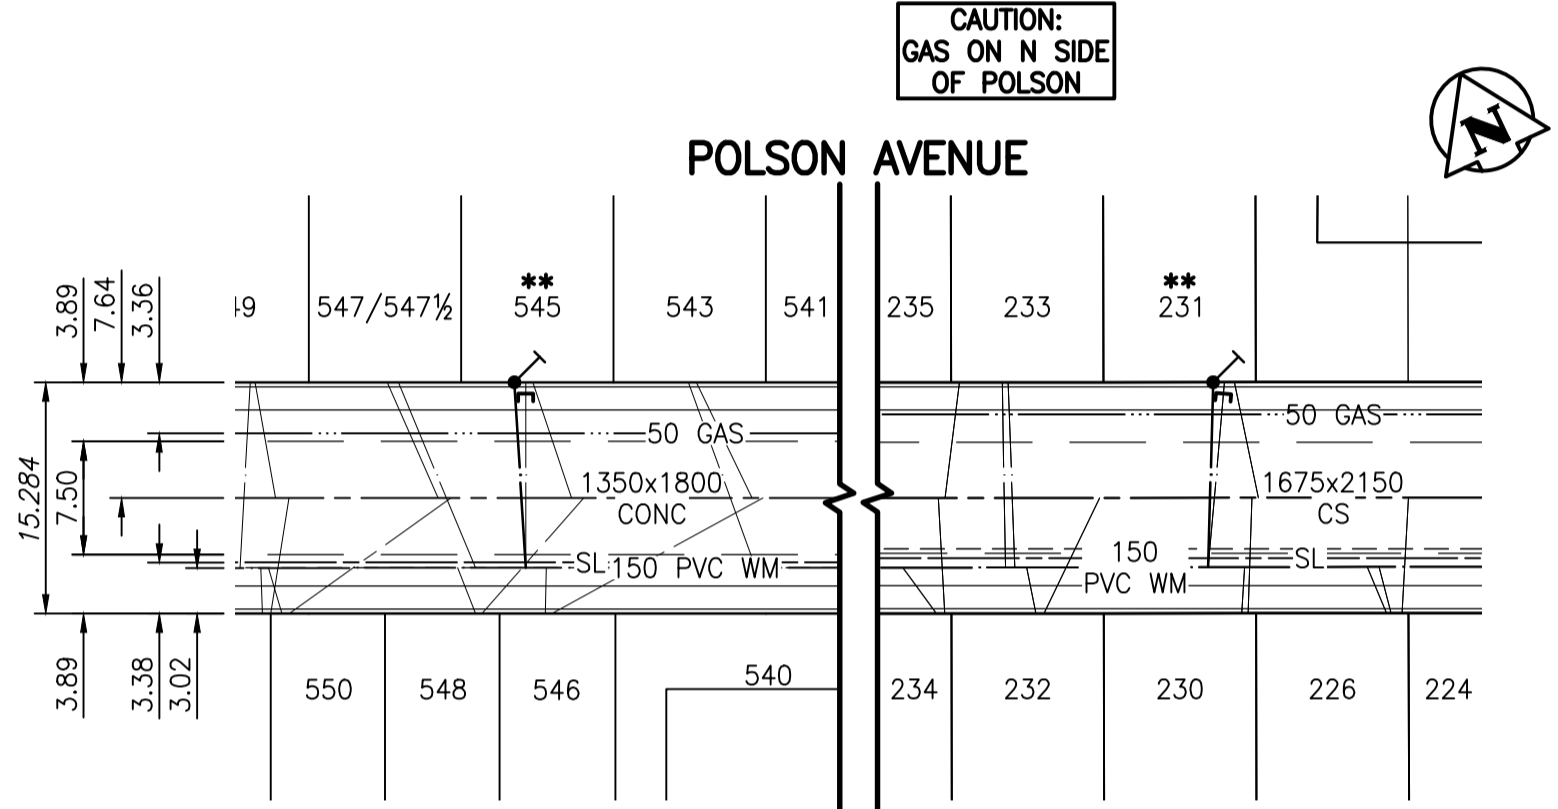 CAUTION:
GAS ON N SIDE
OF POLSON
N
POLSON AVENUE
** **
49 547/547½ 545 543 541 235 233 231
3.89 7.64 3.36
50 GAS 50 GAS
15.284 7.50
1350x1800 1675x2150
CONC CS
SL 150 PVC WM 150 SL
PVC WM
3.89 3.38 3.02
550 548 546 540 234 232 230 226 224